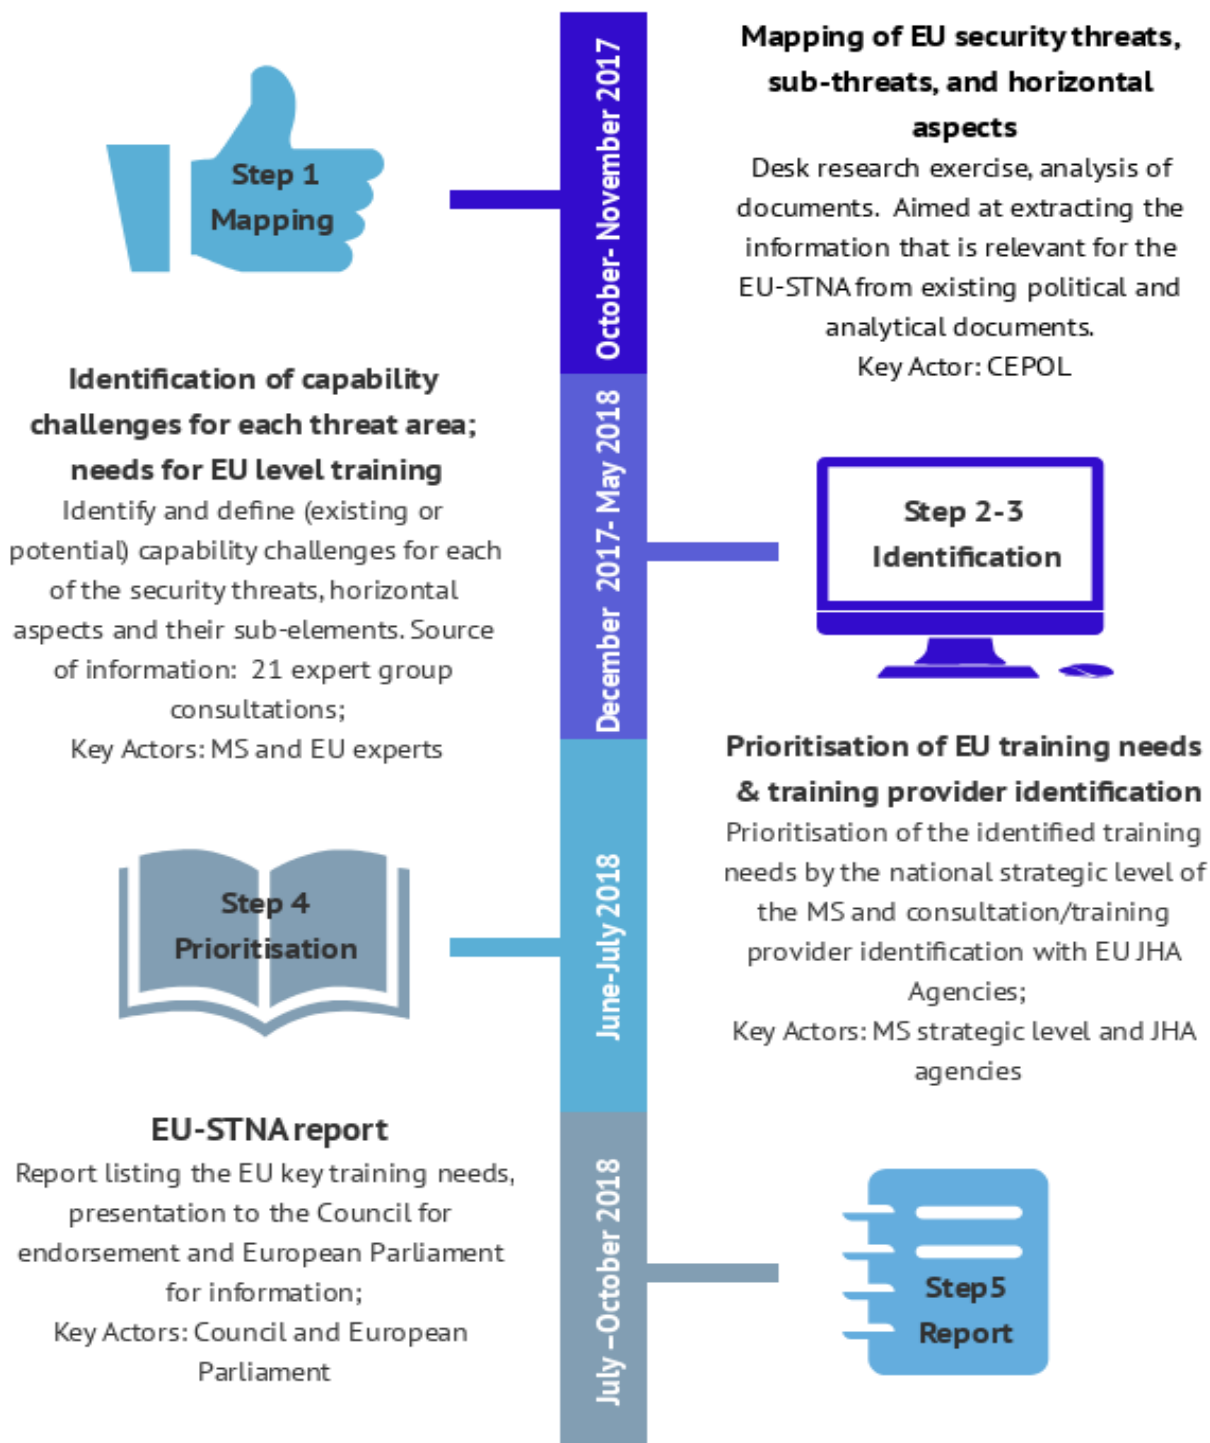 Step 1
Mapping
October- November 2017
Mapping of EU security threats,
sub-threats, and horizontal
aspects
Desk research exercise, analysis of
documents. Aimed at extracting the
information that is relevant for the
EU-STNA from existing political and
analytical documents.
Key Actor: CEPOL
Identification of capability
challenges for each threat area;
needs for EU level training
Identify and define (existing or
potential) capability challenges for each
of the security threats, horizontal
aspects and their sub-elements. Source
of information: 21 expert group
consultations;
Key Actors: MS and EU experts
December 2017- May 2018
Step 2-3
Identification
Step 4
Prioritisation
June-July 2018
Prioritisation of EU training needs
& training provider identification
Prioritisation of the identified training
needs by the national strategic level of
the MS and consultation/training
provider identification with EU JHA
Agencies;
Key Actors: MS strategic level and JHA
agencies
EU-STNA report
Report listing the EU key training needs,
presentation to the Council for
endorsement and European Parliament
for information;
Key Actors: Council and European
Parliament
July –October 2018
Step5
Report